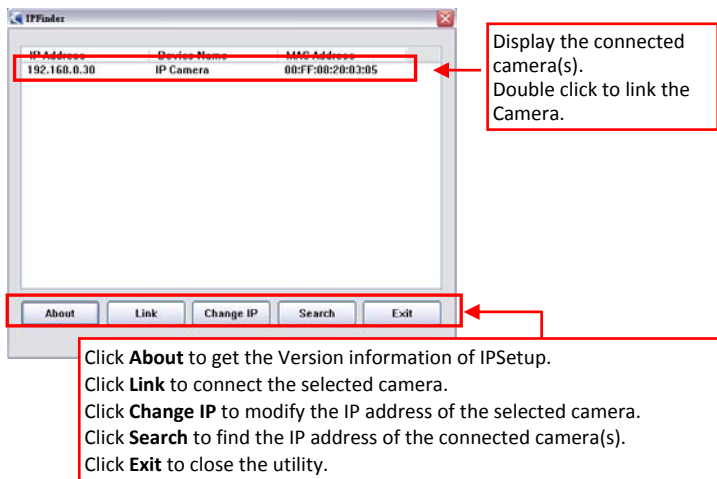 IPFinder
IP Address Device Name MAC Address
192.168.0.30 IP Camera 00:FF:08:20:03:05
Display the connected
camera(s).
Double click to link the
Camera.
About Link Change IP Search Exit
Click About to get the Version information of IPSetup.
Click Link to connect the selected camera.
Click Change IP to modify the IP address of the selected camera.
Click Search to find the IP address of the connected camera(s).
Click Exit to close the utility.